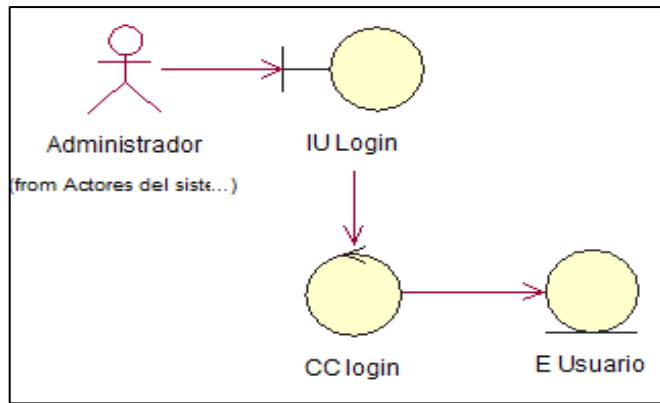 Administrador
(from Actores del siste...)
IU Login
CC login
E Usuario